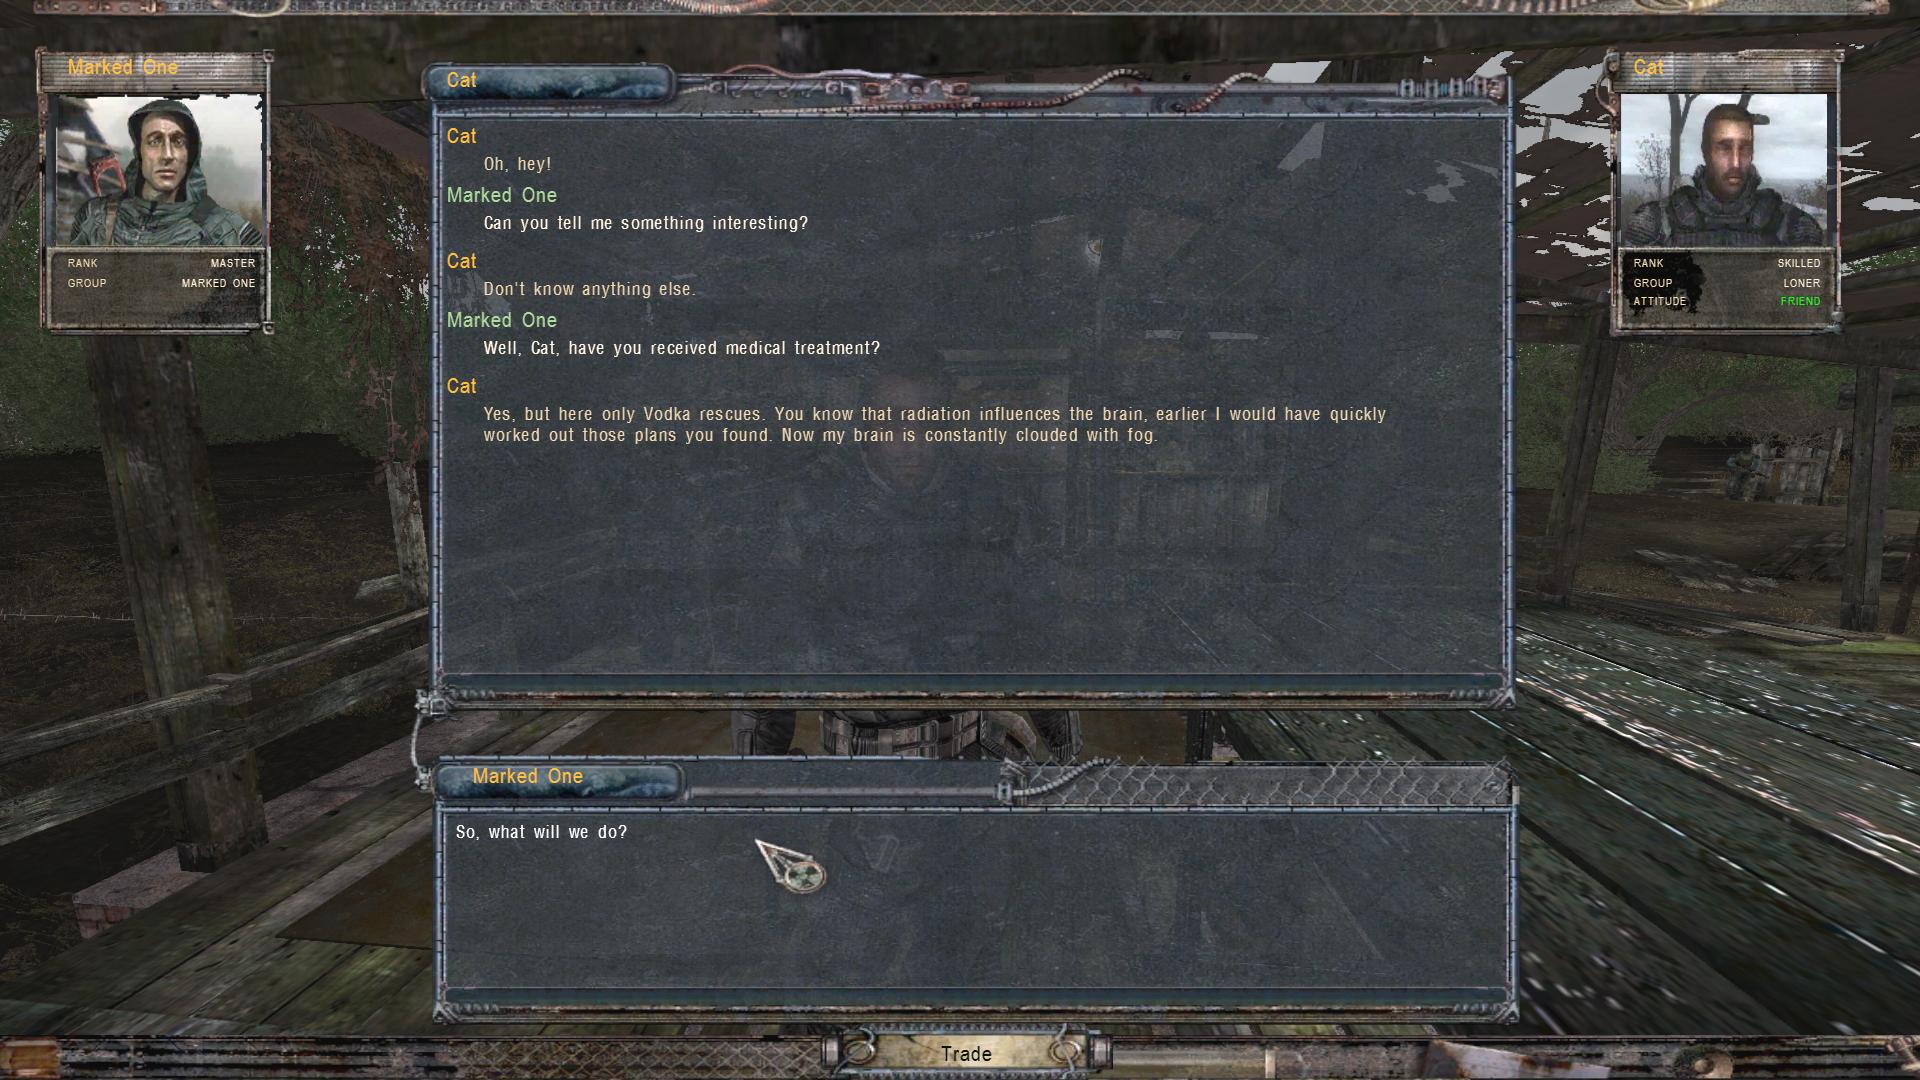 Marked One
RANK MASTER
GROUP MARKED ONE
Cat
Cat
Oh, hey!
Marked One
Can you tell me something interesting?
Cat
Don't know anything else.
Marked One
Well, Cat, have you received medical treatment?
Cat
Yes, but here only Vodka rescues. You know that radiation influences the brain, earlier I would have quickly
worked out those plans you found. Now my brain is constantly clouded with fog.
Cat
RANK SKILLED
GROUP LONER
ATTITUDE FRIEND
Marked One
So, what will we do?
Trade